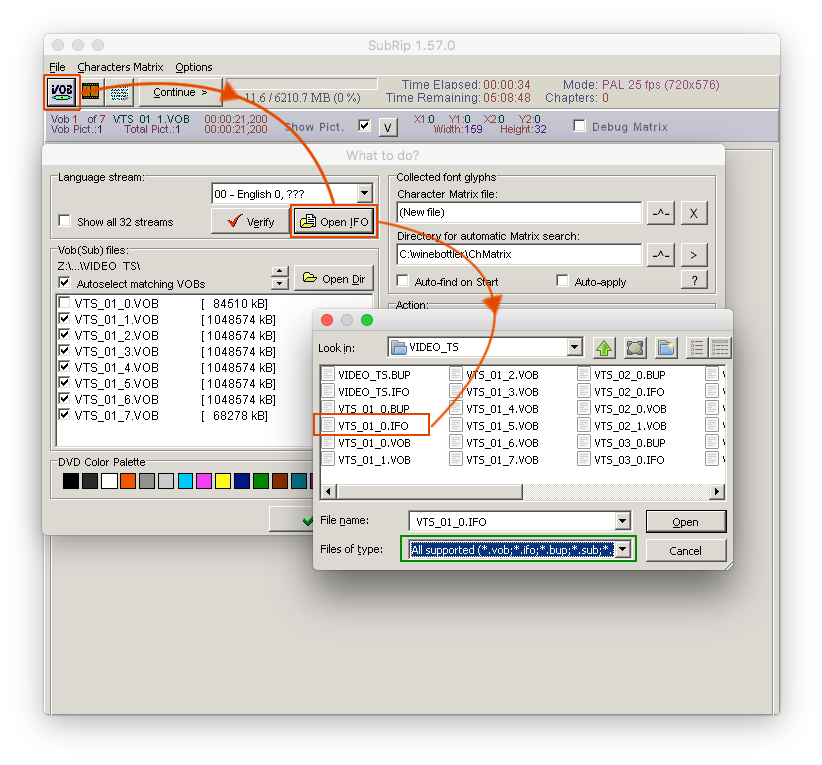 SubRip 1.57.0
File Characters Matrix Options
VOB
Continue >
11.6 / 6210.7 MB (0 %)
Time Elapsed: 00:00:34
Time Remaining: 05:08:48
Mode: PAL 25 fps (720x576)
Chapters: 0
Vob 1 of 7 VTS_01_1.VOB 00:00:21,200
Vob Pict.:1 Total Pict.:1 00:00:21,200
Show Pict.
V
X1:0 Y1:0 X2:0 Y2:0
Width:159 Height:32
Debug Matrix
What to do?
Language stream:
00 - English 0, ???
Show all 32 streams
Verify
Open IFO
Vob(Sub) files:
Z:\...\VIDEO_TS\
Autoselect matching VOBs
Open Dir
VTS_01_0.VOB [ 84510 kB]
VTS_01_1.VOB [1048574 kB]
VTS_01_2.VOB [1048574 kB]
VTS_01_3.VOB [1048574 kB]
VTS_01_4.VOB [1048574 kB]
VTS_01_5.VOB [1048574 kB]
VTS_01_6.VOB [1048574 kB]
VTS_01_7.VOB [ 68278 kB]
DVD Color Palette
Collected font glyphs
Character Matrix file:
(New file)
-^-
X
Directory for automatic Matrix search:
C:\winebottler\ChMatrix
-^-
>
Auto-find on Start
Auto-apply
?
Action:
Look in:
VIDEO_TS
VIDEO_TS.BUP VTS_01_2.VOB VTS_02_0.BUP
VIDEO_TS.IFO VTS_01_3.VOB VTS_02_0.IFO
VTS_01_0.BUP VTS_01_4.VOB VTS_02_0.VOB
VTS_01_0.IFO VTS_01_5.VOB VTS_02_1.VOB
VTS_01_0.VOB VTS_01_6.VOB VTS_03_0.BUP
VTS_01_1.VOB VTS_01_7.VOB VTS_03_0.IFO
File name:
VTS_01_0.IFO
Open
Files of type:
All supported (*.vob;*.ifo;*.bup;*.sub;*.
Cancel